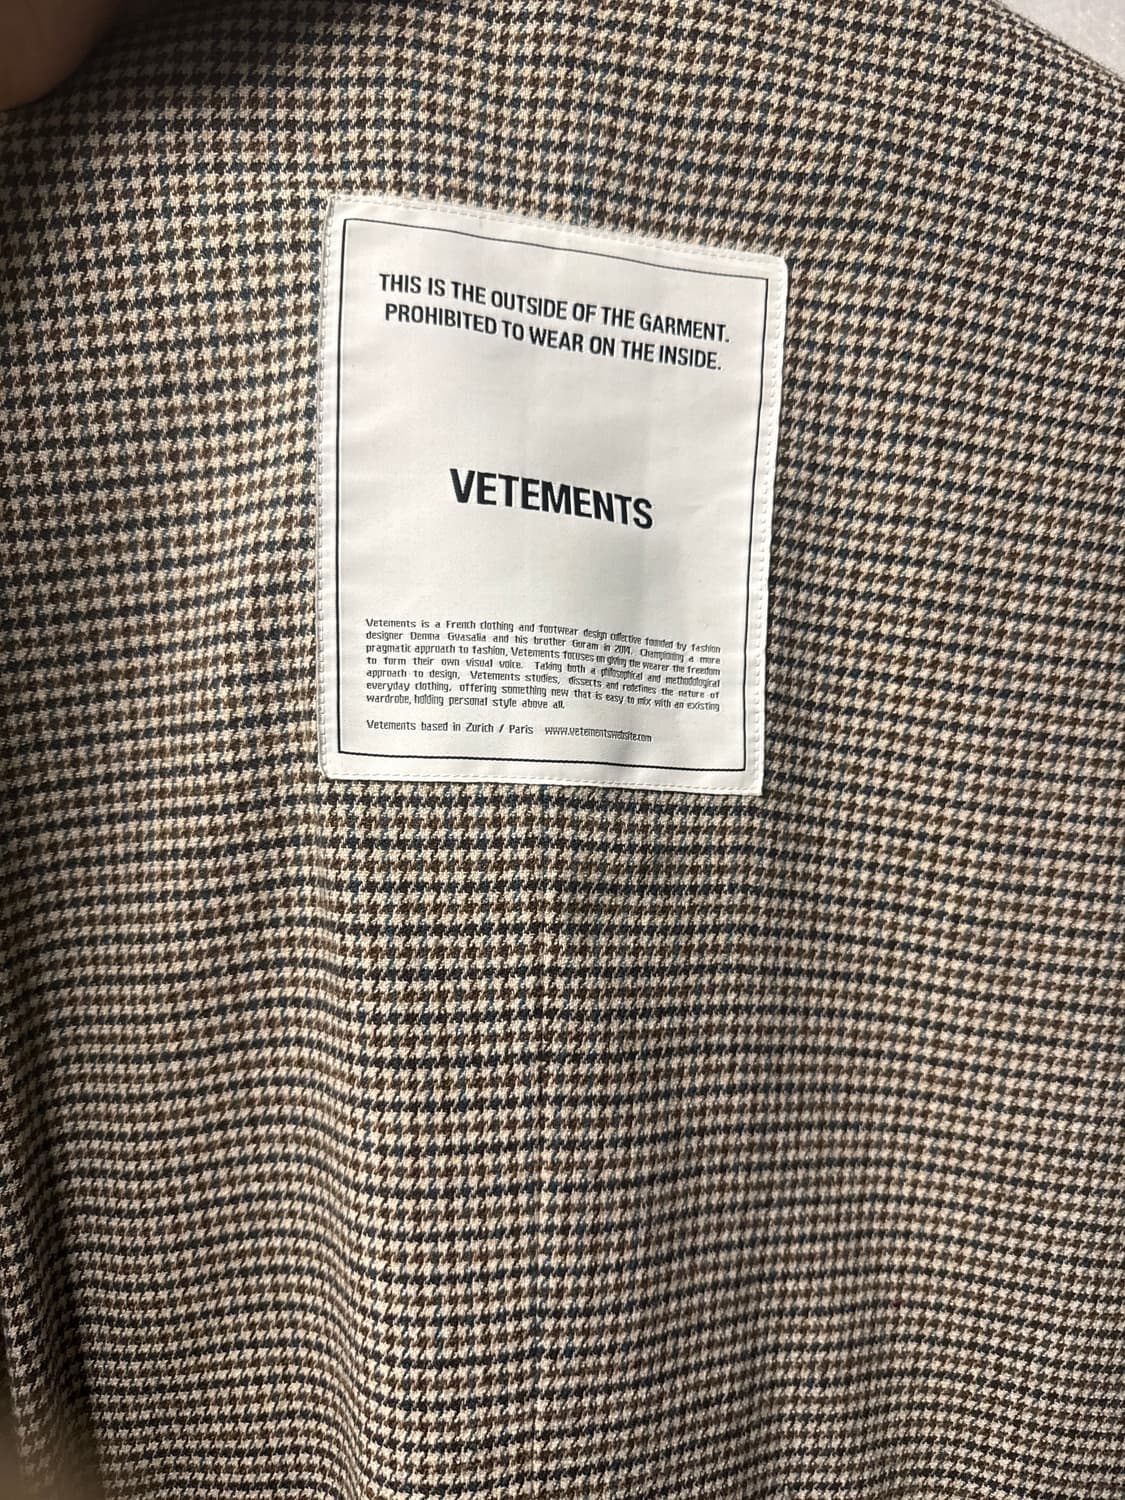 THIS IS THE OUTSIDE OF THE GARMENT.
PROHIBITED TO WEAR ON THE INSIDE.
VETEMENTS
Vetements is a French clothing and footwear design collective founded by fashion
designer Demna Gvasalia and his brother Guram in 2014. Championing a more
pragmatic approach to fashion, Vetements focuses on giving the wearer the freedom
to form their own visual voice. Taking both a philosophical and methodological
approach to design, Vetements studies, dissects and redefines the nature of
everyday clothing, offering something new that is easy to mix with an existing
wardrobe, holding personal style above all.
Vetements based in Zurich / Paris www.vetementswebsite.com